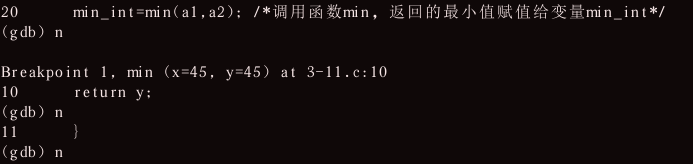 20 min_int=min(a1,a2); /*调用函数min, 返回的最小值赋值给变量min_int*/
(gdb) n
Breakpoint 1, min (x=45, y=45) at 3-11.c:10
10 return y;
(gdb) n
11 }
(gdb) n